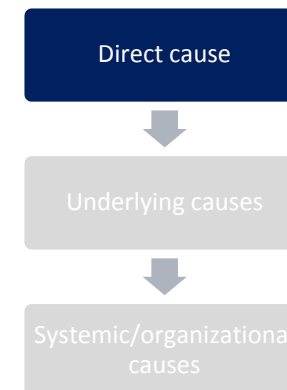 Direct cause
Underlying causes
Systemic/organizationa
causes